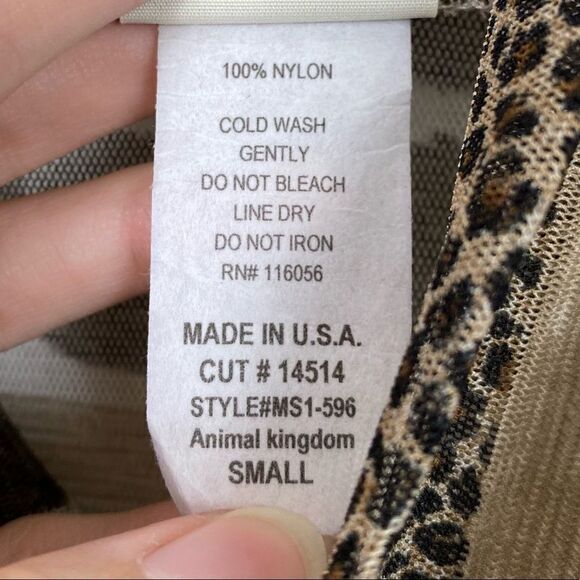 100% NYLON
COLD WASH
GENTLY
DO NOT BLEACH
LINE DRY
DO NOT IRON
RN# 116056
MADE IN U.S.A.
CUT # 14514
STYLE#MS1-596
Animal kingdom
SMALL